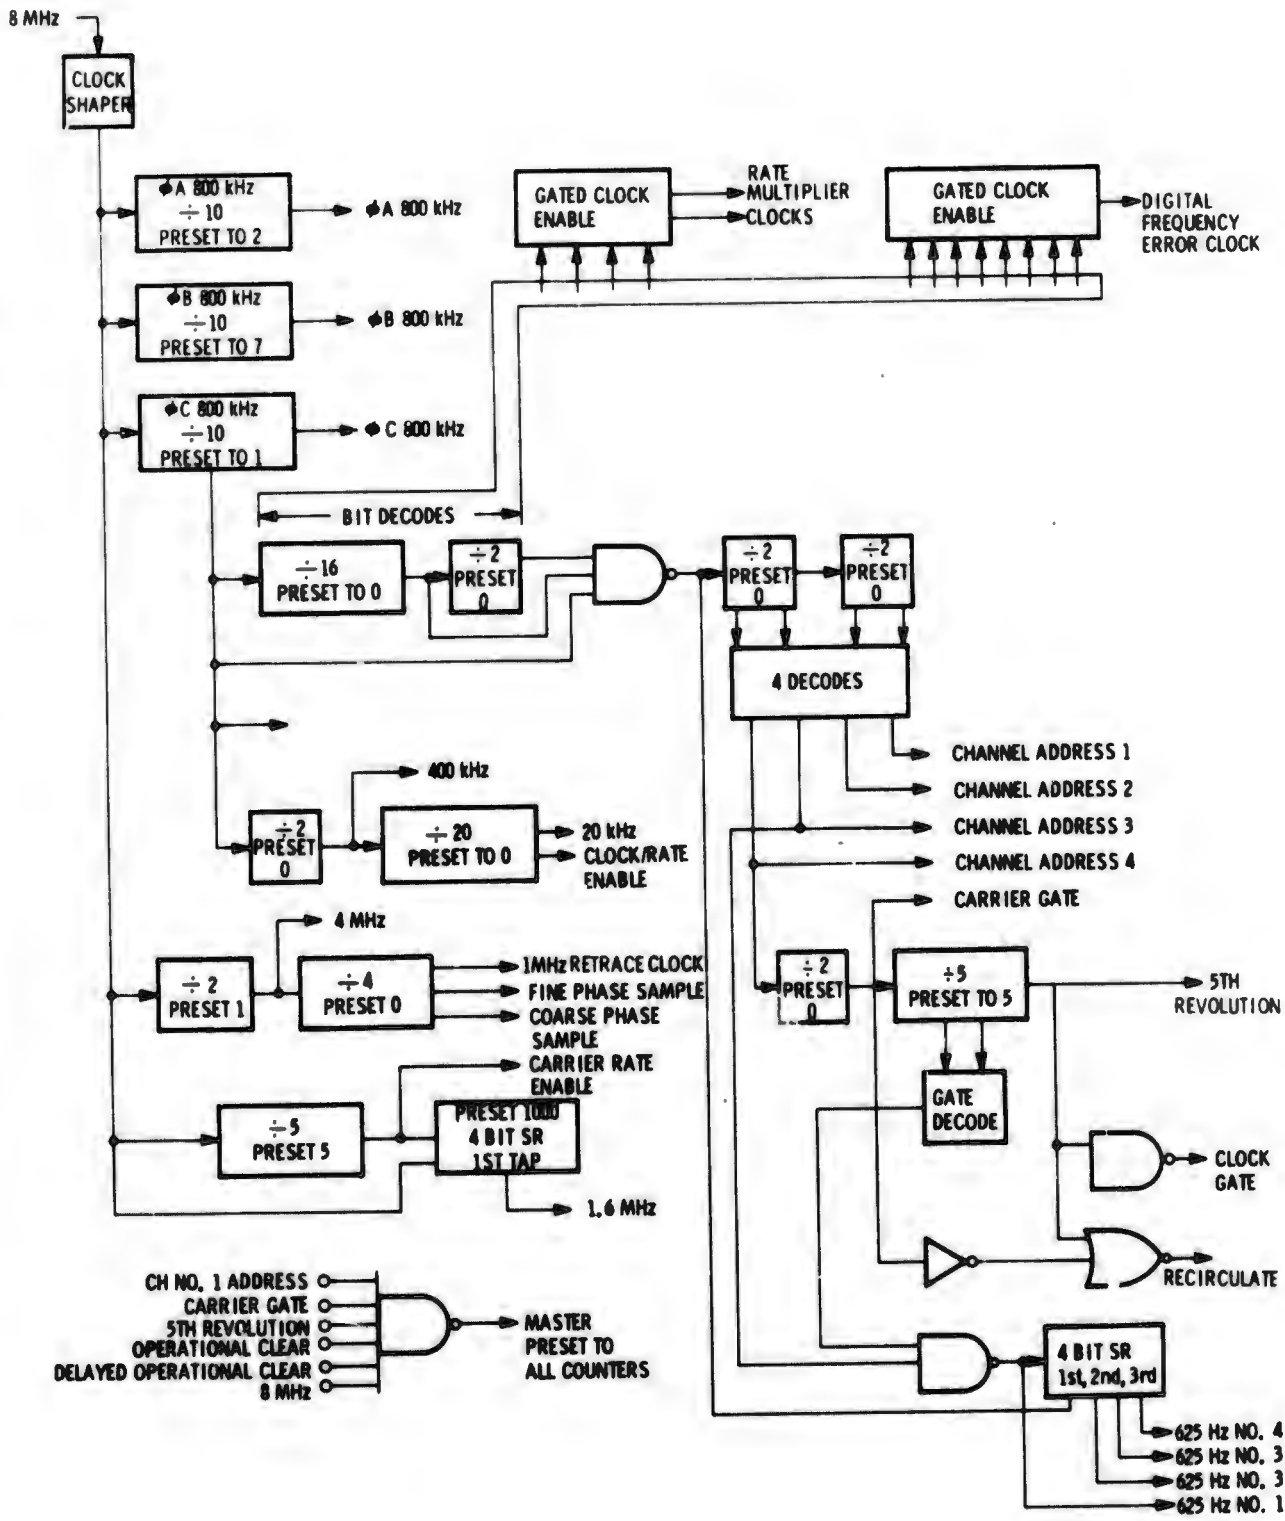 8 MHz
CLOCK
SHAPER
ϕA 800 kHz
÷ 10
PRESET TO 2
ϕA 800 kHz
GATED CLOCK
ENABLE
RATE
MULTIPLIER
CLOCKS
GATED CLOCK
ENABLE
DIGITAL
FREQUENCY
ERROR CLOCK
ϕB 800 kHz
÷10
PRESET TO 7
ϕB 800 kHz
ϕC 800 kHz
÷10
PRESET TO 1
ϕC 800 kHz
BIT DECODES
÷16
PRESET TO 0
÷2
PRESET
0
÷2
PRESET
0
÷2
PRESET
0
4 DECODES
CHANNEL ADDRESS 1
CHANNEL ADDRESS 2
CHANNEL ADDRESS 3
CHANNEL ADDRESS 4
CARRIER GATE
400 kHz
÷2
PRESET
0
÷ 20
PRESET TO 0
20 kHz
CLOCK/RATE
ENABLE
4 MHz
÷ 2
PRESET 1
÷4
PRESET 0
1MHz RETRACE CLOCK
FINE PHASE SAMPLE
COARSE PHASE
SAMPLE
CARRIER RATE
ENABLE
÷2
PRESET
0
÷5
PRESET TO 5
5TH
REVOLUTION
GATE
DECODE
÷5
PRESET 5
PRESET 1000
4 BIT SR
1ST TAP
1.6 MHz
CLOCK
GATE
RECIRCULATE
CH NO. 1 ADDRESS
CARRIER GATE
5TH REVOLUTION
OPERATIONAL CLEAR
DELAYED OPERATIONAL CLEAR
8 MHz
MASTER
PRESET TO
ALL COUNTERS
4 BIT SR
1st, 2nd, 3rd
625 Hz NO. 4
625 Hz NO. 3
625 Hz NO. 3
625 Hz NO. 1